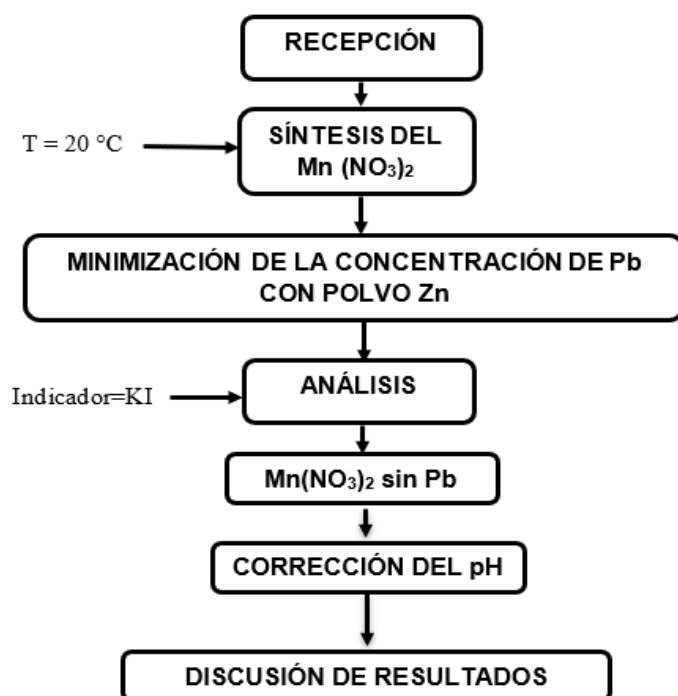 RECEPCIÓN
T = 20 °C
SÍNTESIS DEL
Mn (NO₃)₂
MINIMIZACIÓN DE LA CONCENTRACIÓN DE Pb
CON POLVO Zn
Indicador=KI
ANÁLISIS
Mn(NO₃)₂ sin Pb
CORRECCIÓN DEL pH
DISCUSIÓN DE RESULTADOS